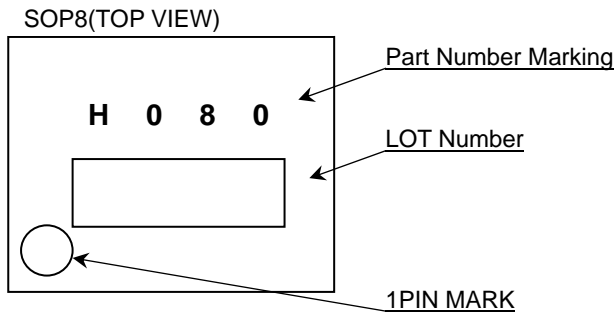 SOP8(TOP VIEW)
Part Number Marking
H 0 8 0
LOT Number
1PIN MARK